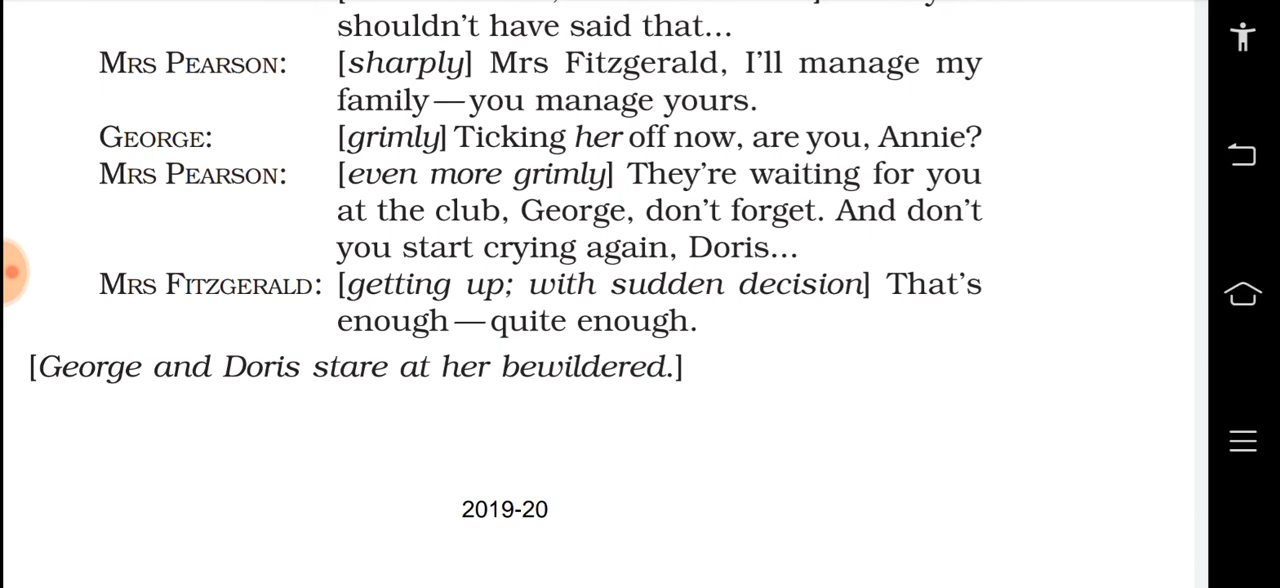 shouldn't have said that...
MRS PEARSON: [sharply] Mrs Fitzgerald, I'll manage my
family—you manage yours.
GEORGE: [grimly] Ticking her off now, are you, Annie?
MRS PEARSON: [even more grimly] They're waiting for you
at the club, George, don't forget. And don't
you start crying again, Doris...
MRS FITZGERALD: [getting up; with sudden decision] That's
enough—quite enough.
[George and Doris stare at her bewildered.]
2019-20